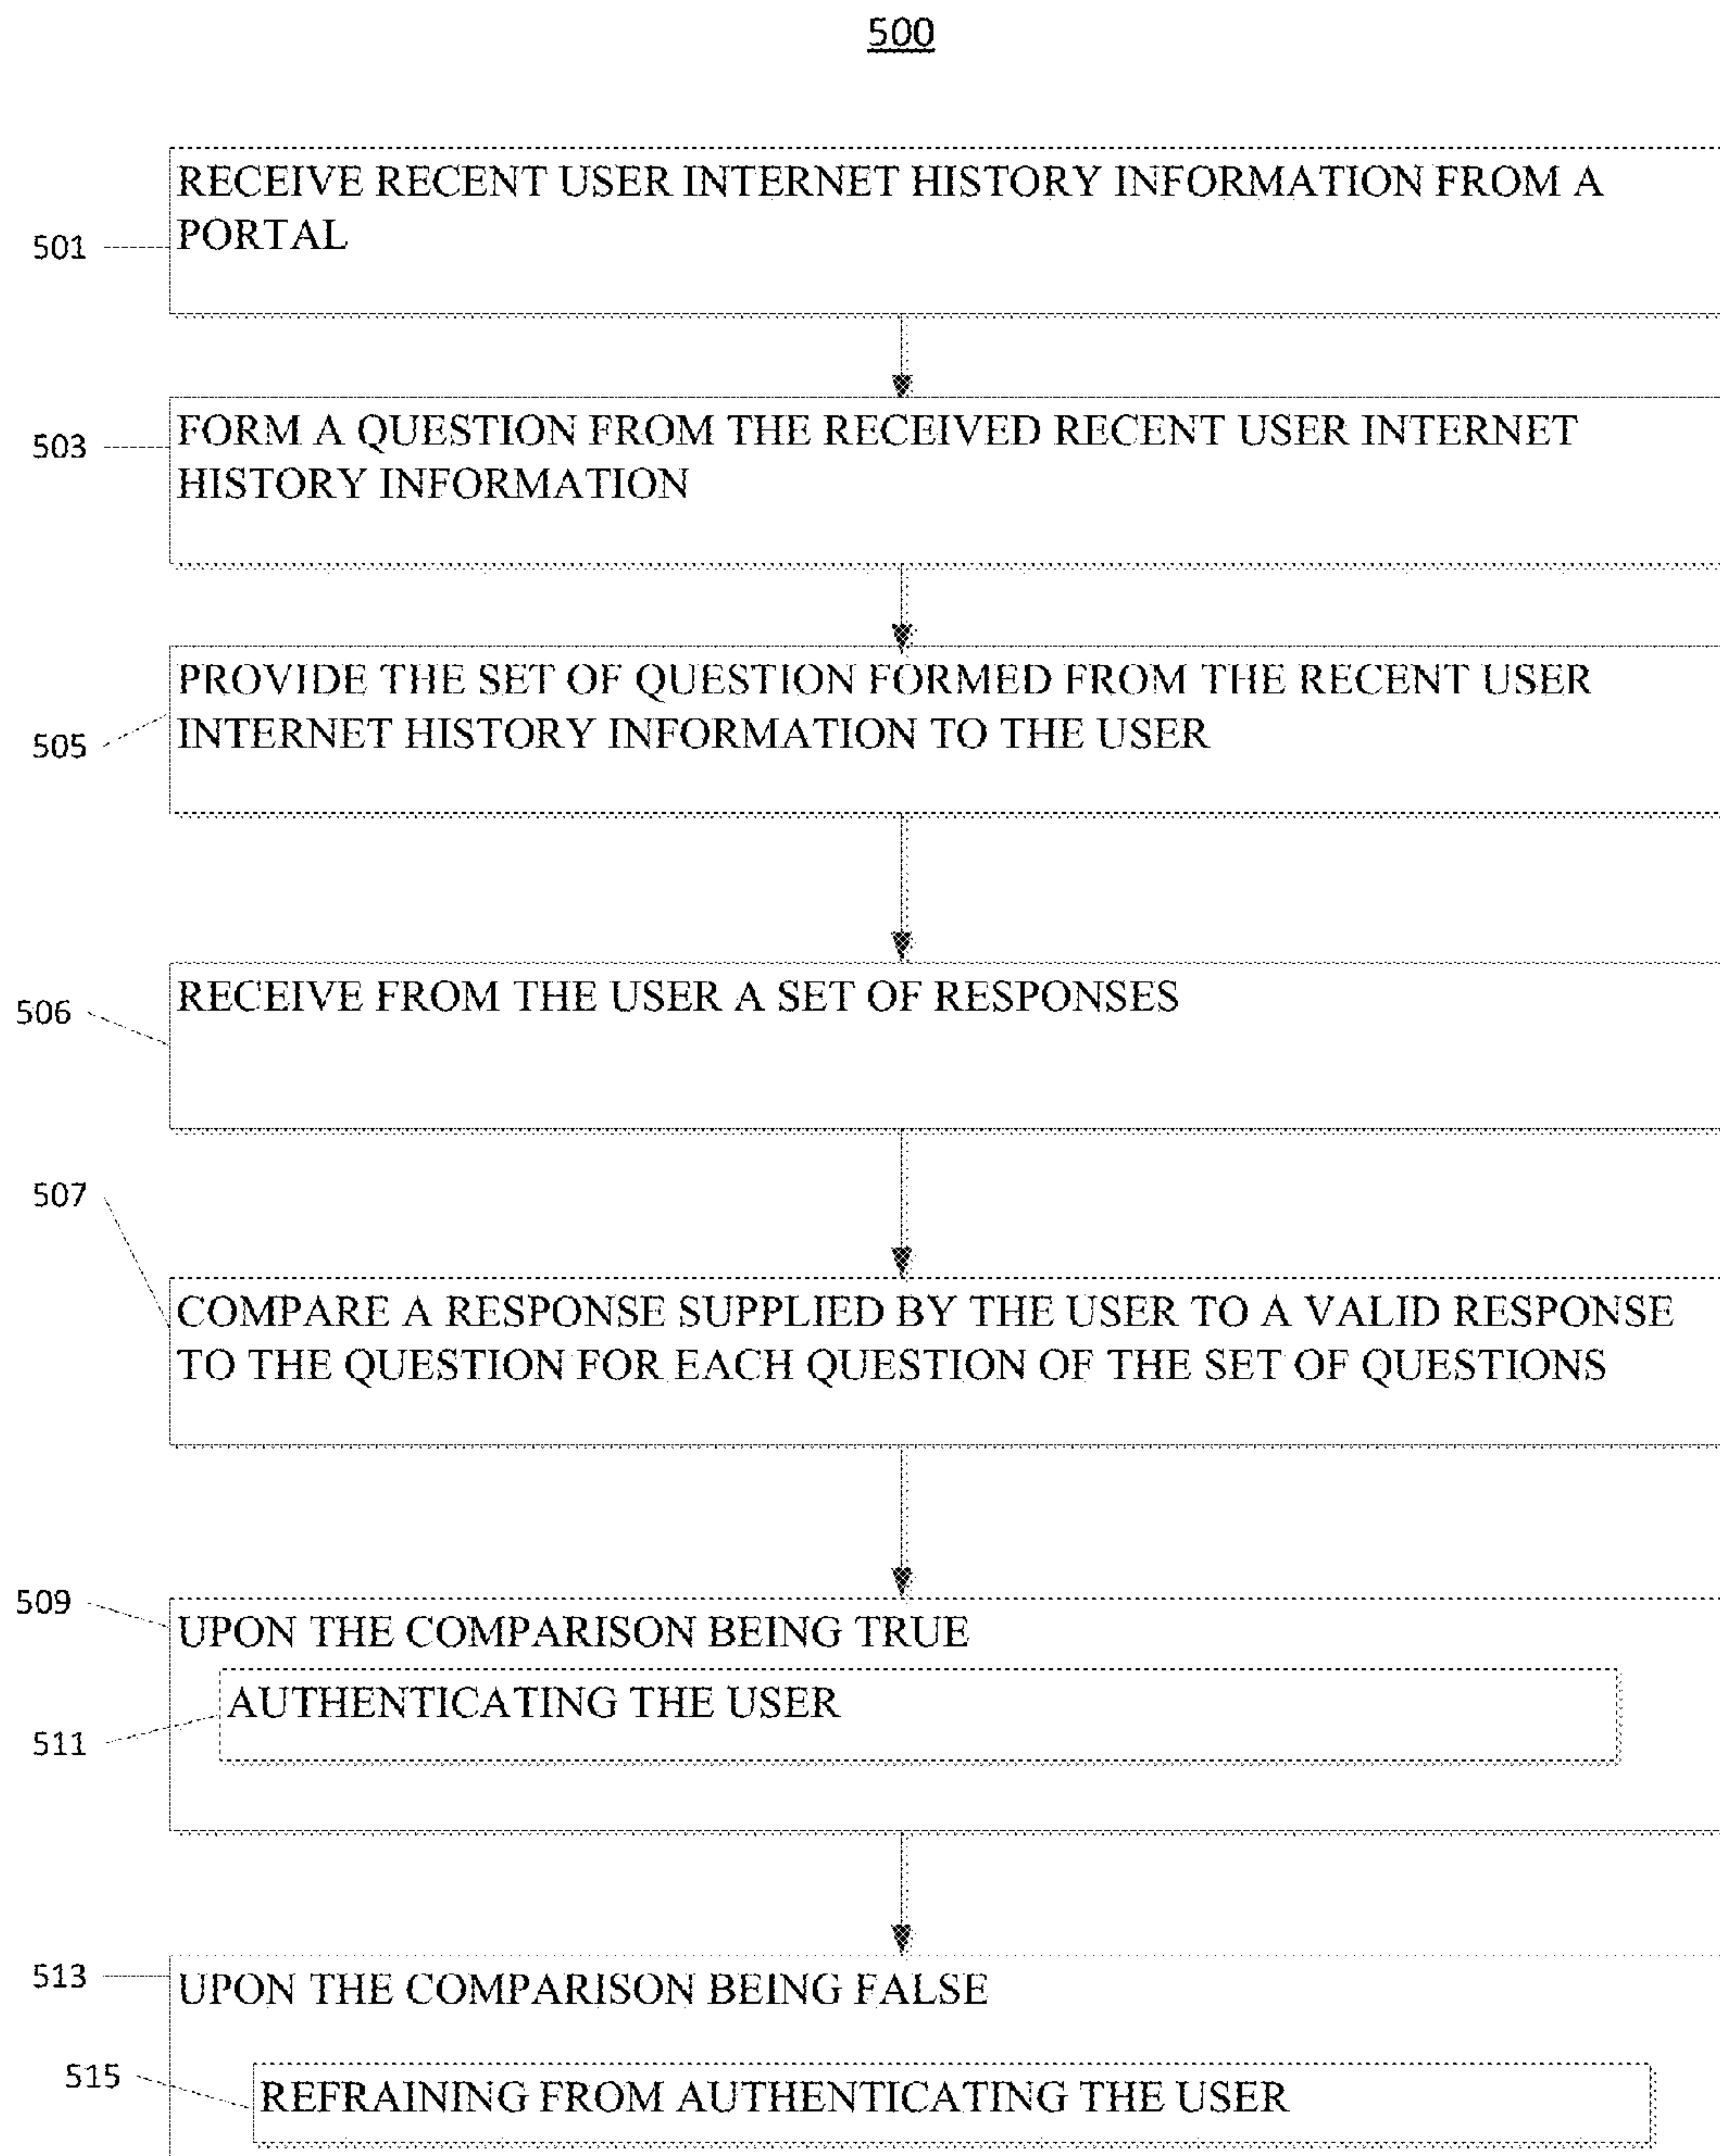 500
RECEIVE RECENT USER INTERNET HISTORY INFORMATION FROM A
PORTAL
501
FORM A QUESTION FROM THE RECEIVED RECENT USER INTERNET
HISTORY INFORMATION
503
PROVIDE THE SET OF QUESTION FORMED FROM THE RECENT USER
INTERNET HISTORY INFORMATION TO THE USER
505
RECEIVE FROM THE USER A SET OF RESPONSES
506
507
COMPARE A RESPONSE SUPPLIED BY THE USER TO A VALID RESPONSE
TO THE QUESTION FOR EACH QUESTION OF THE SET OF QUESTIONS
509
UPON THE COMPARISON BEING TRUE
AUTHENTICATING THE USER
511
513
UPON THE COMPARISON BEING FALSE
515
REFRAINING FROM AUTHENTICATING THE USER